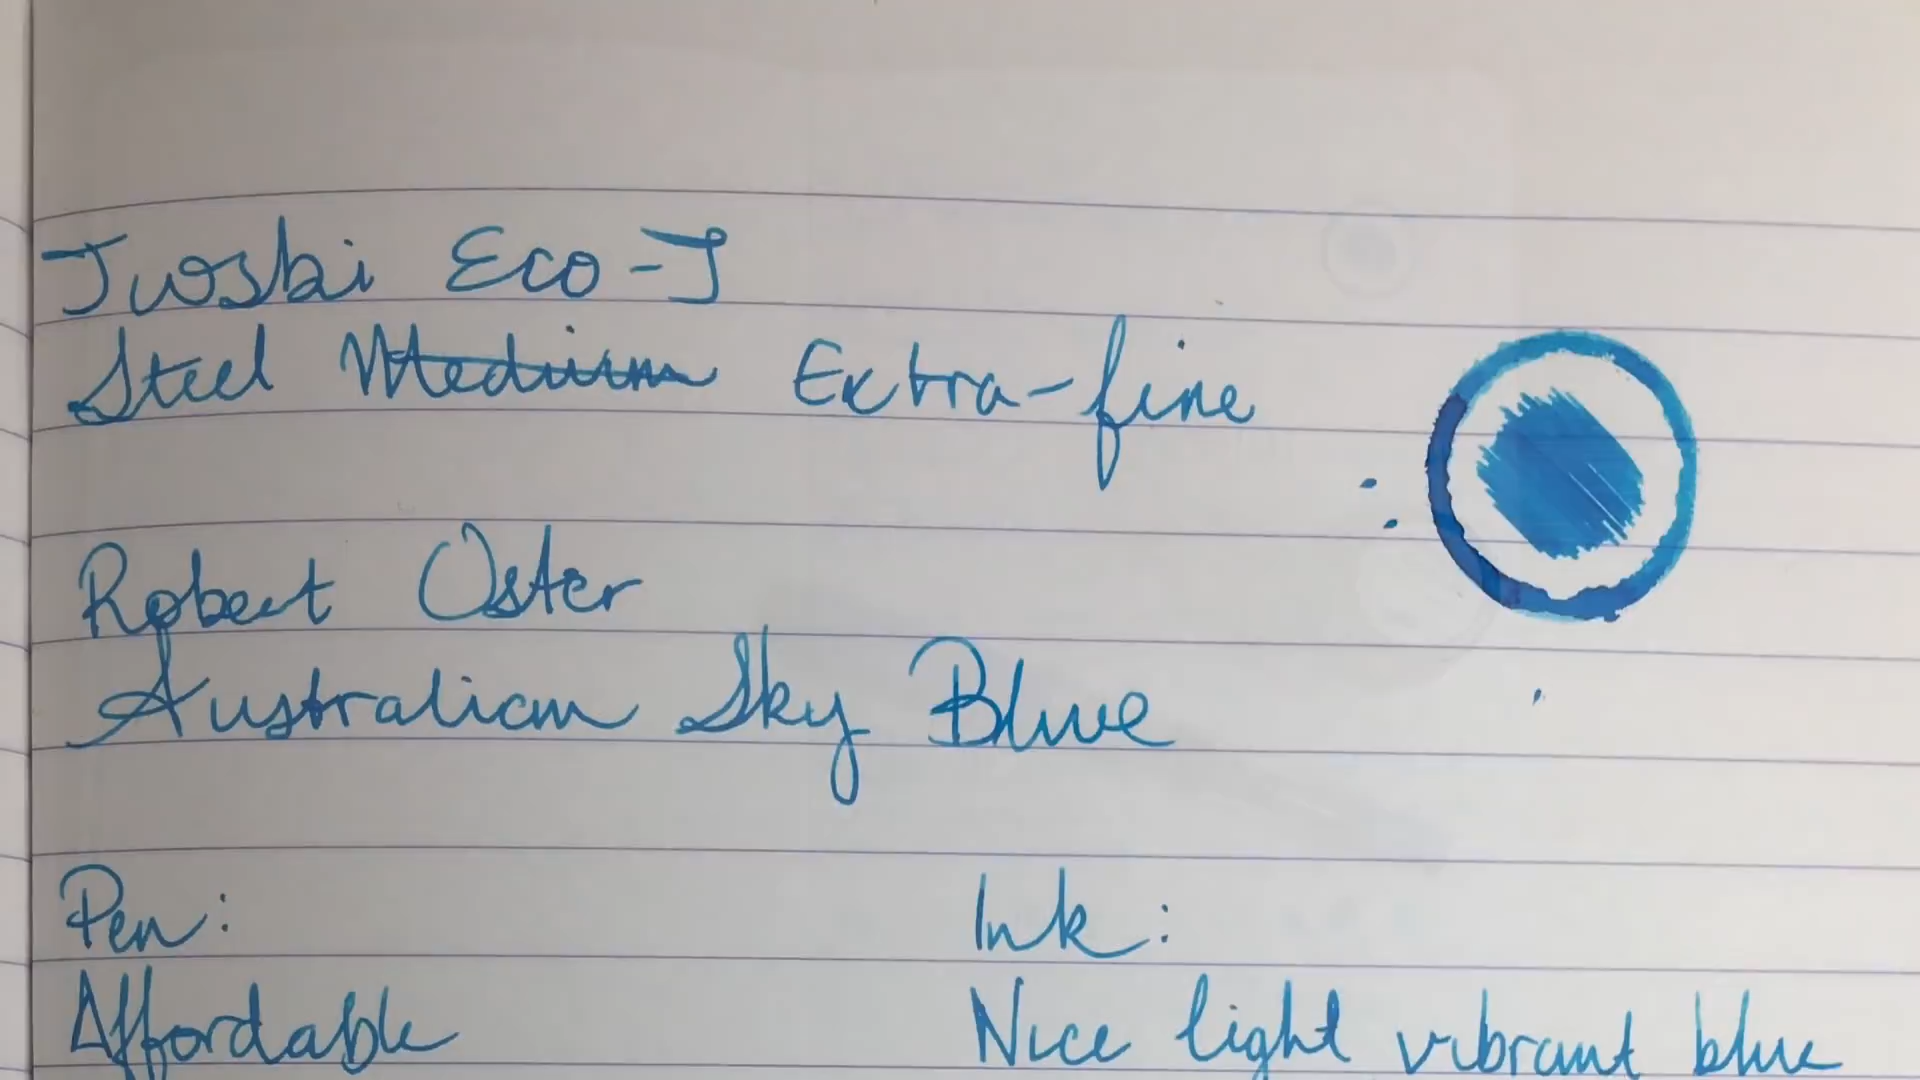 Twsbi Eco-T
Steel Medium Extra-fine
Robert Oster
Australian Sky Blue
Pen: Ink:
Affordable Nice light vibrant blue